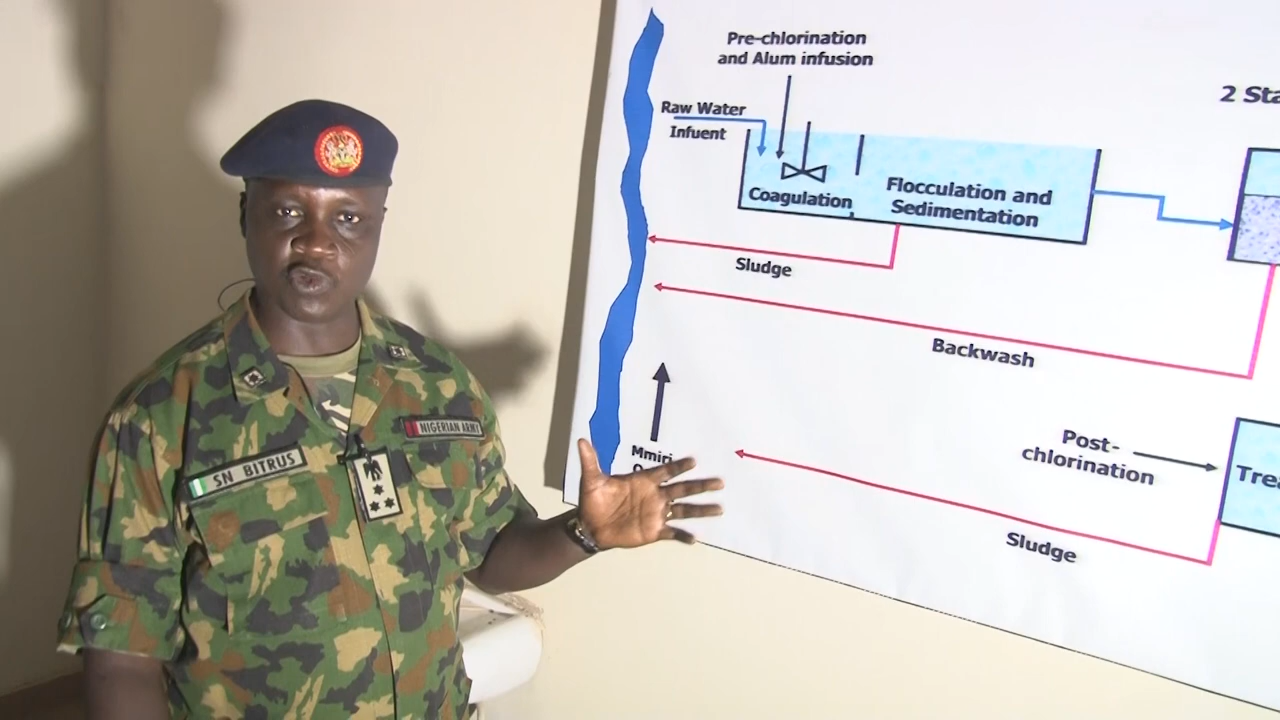 Pre-chlorination
and Alum infusion
Raw Water
Infuent
Coagulation
Flocculation and
Sedimentation
2 Sta
Sludge
Backwash
Mmiri
Post-
chlorination
Trea
Sludge
SN BITRUS
NIGERIAN ARMY